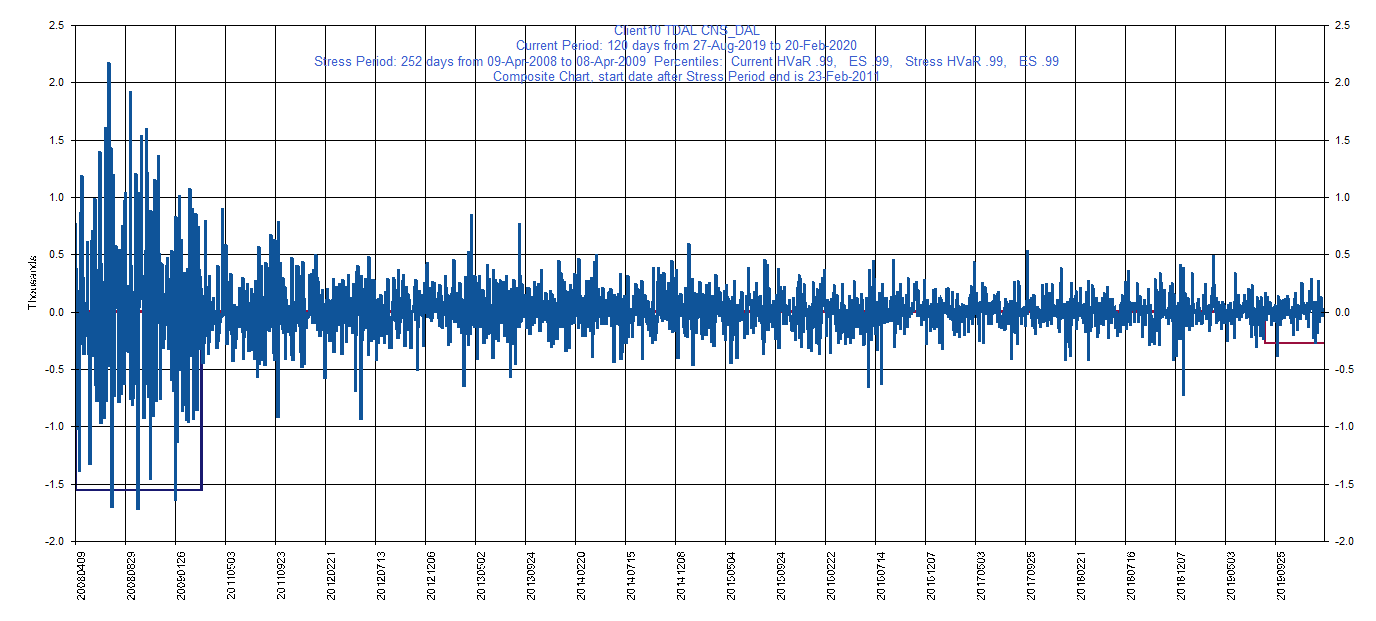 Client10 TDAL CNS_DAL
Current Period: 120 days from 27-Aug-2019 to 20-Feb-2020
Stress Period: 252 days from 09-Apr-2008 to 08-Apr-2009 Percentiles: Current HVaR .99, ES .99, Stress HVaR .99, ES .99
Composite Chart, start date after Stress Period end is 23-Feb-2011
2.5 2.5
2.0 2.0
1.5 1.5
1.0 1.0
0.5 0.5
Thousands
0.0 0.0
-0.5 -0.5
-1.0 -1.0
-1.5 -1.5
-2.0 -2.0
20080409 20080829 20090126 20110503 20110923 20120221 20120713 20121206 20130502 20130924 20140220 20140715 20141208 20150504 20150924 20160222 20160714 20151207 20170503 20170925 20180221 20180716 20181207 20190503 20190925